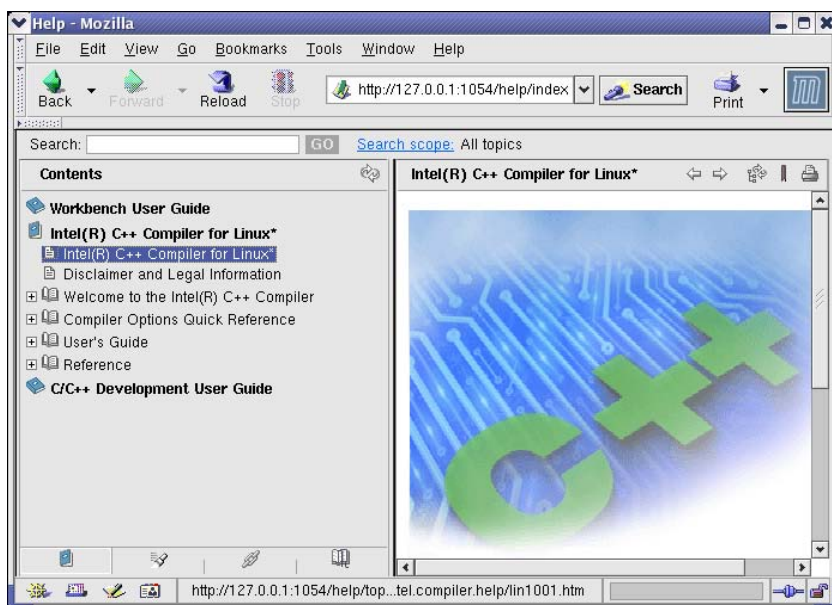 Help - Mozilla
File Edit View Go Bookmarks Tools Window Help
Back Forward Reload Stop http://127.0.0.1:1054/help/index Search Print
Search: GO Search scope: All topics
Contents
Workbench User Guide
Intel(R) C++ Compiler for Linux*
Intel(R) C++ Compiler for Linux*
Disclaimer and Legal Information
Welcome to the Intel(R) C++ Compiler
Compiler Options Quick Reference
User's Guide
Reference
C/C++ Development User Guide
Intel(R) C++ Compiler for Linux*
C++
http://127.0.0.1:1054/help/top...tel.compiler.help/lin1001.htm